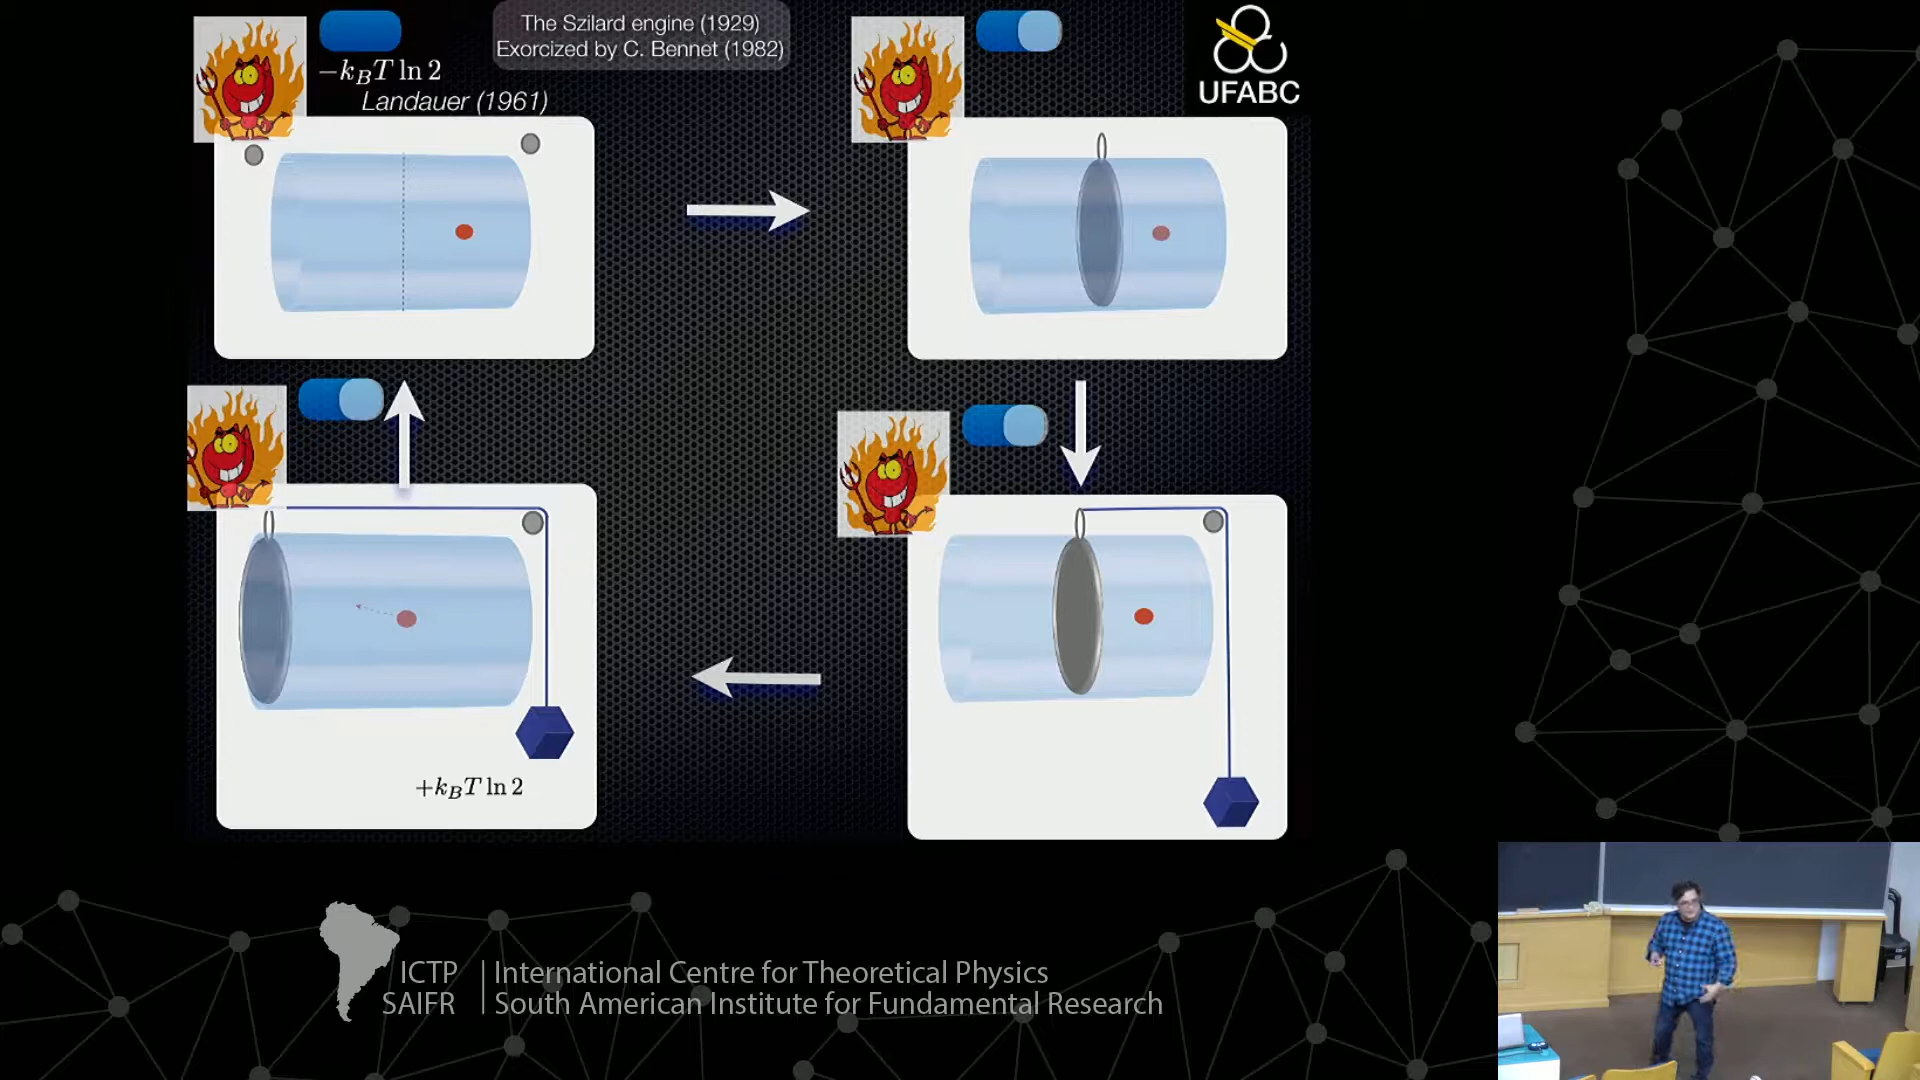 The Szilard engine (1929)
Exorcized by C. Bennet (1982)
−k_BT ln 2
Landauer (1961)
UFABC
+k_BT ln 2
ICTP
SAIFR
International Centre for Theoretical Physics
South American Institute for Fundamental Research